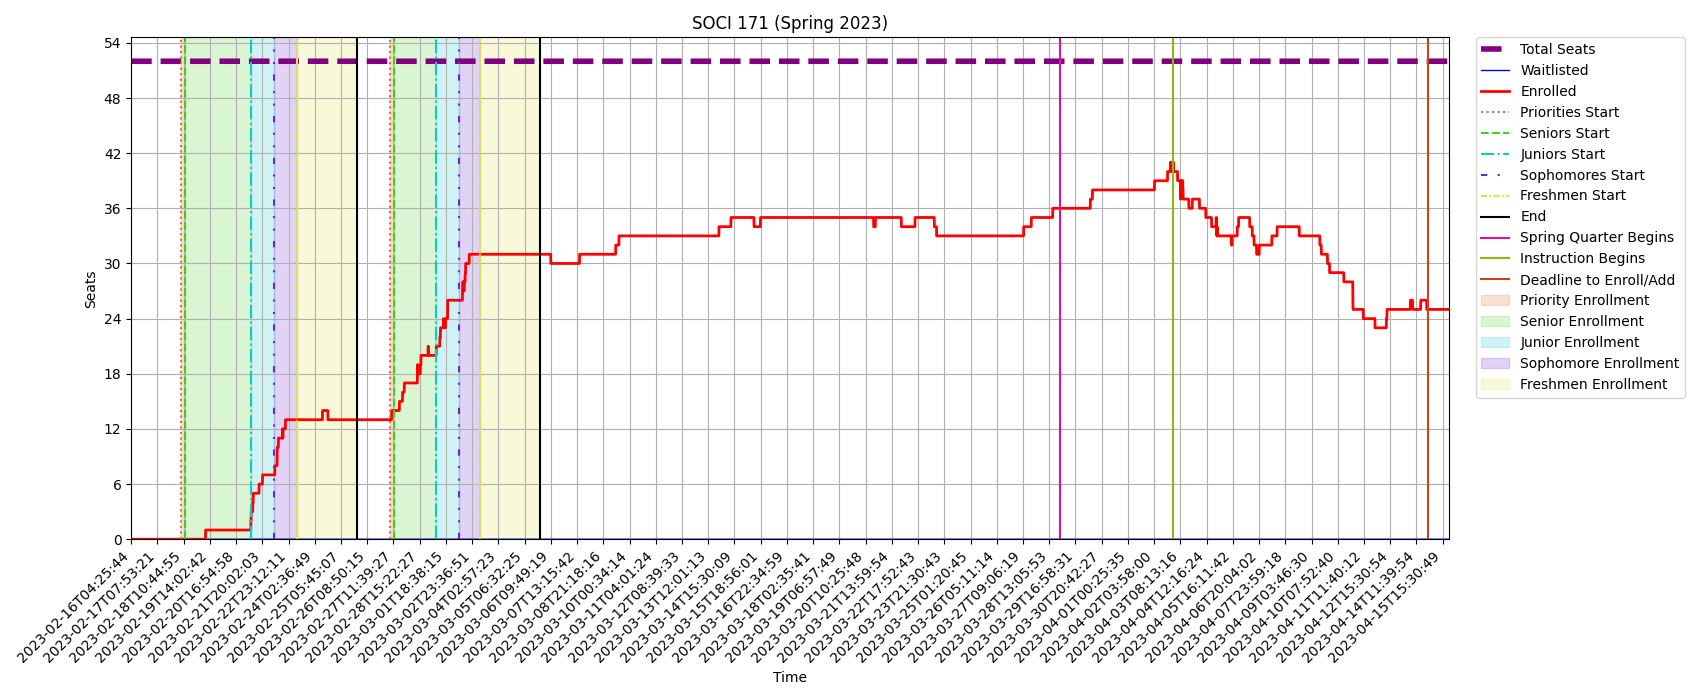 SOCI 171 (Spring 2023)
54
48
42
36
30
24
18
12
6
0
Seats
2023-02-16T04:25:44
2023-02-17T07:53:21
2023-02-18T10:44:55
2023-02-19T14:02:42
2023-02-20T16:54:58
2023-02-21T20:02:03
2023-02-22T23:12:11
2023-02-24T02:36:49
2023-02-25T05:45:07
2023-02-26T08:50:15
2023-02-27T11:39:27
2023-02-28T15:22:27
2023-03-01T18:38:15
2023-03-02T23:36:51
2023-03-04T02:57:23
2023-03-05T06:32:25
2023-03-06T09:49:19
2023-03-07T13:15:42
2023-03-08T21:18:16
2023-03-10T00:34:14
2023-03-11T04:01:24
2023-03-12T08:39:33
2023-03-13T12:01:13
2023-03-14T15:30:09
2023-03-15T18:56:01
2023-03-16T22:34:59
2023-03-18T02:35:41
2023-03-19T06:57:49
2023-03-20T10:25:48
2023-03-21T13:59:54
2023-03-22T17:52:43
2023-03-23T21:30:43
2023-03-25T01:20:45
2023-03-26T05:11:14
2023-03-27T09:06:19
2023-03-28T13:05:53
2023-03-29T16:58:31
2023-03-30T20:42:27
2023-04-01T00:25:35
2023-04-02T03:58:00
2023-04-03T08:13:16
2023-04-04T12:16:24
2023-04-05T16:11:42
2023-04-06T20:04:02
2023-04-07T23:59:18
2023-04-09T03:46:30
2023-04-10T07:52:40
2023-04-11T11:40:12
2023-04-12T15:30:54
2023-04-14T11:39:54
2023-04-15T15:30:49
Time
Total Seats
Waitlisted
Enrolled
Priorities Start
Seniors Start
Juniors Start
Sophomores Start
Freshmen Start
End
Spring Quarter Begins
Instruction Begins
Deadline to Enroll/Add
Priority Enrollment
Senior Enrollment
Junior Enrollment
Sophomore Enrollment
Freshmen Enrollment